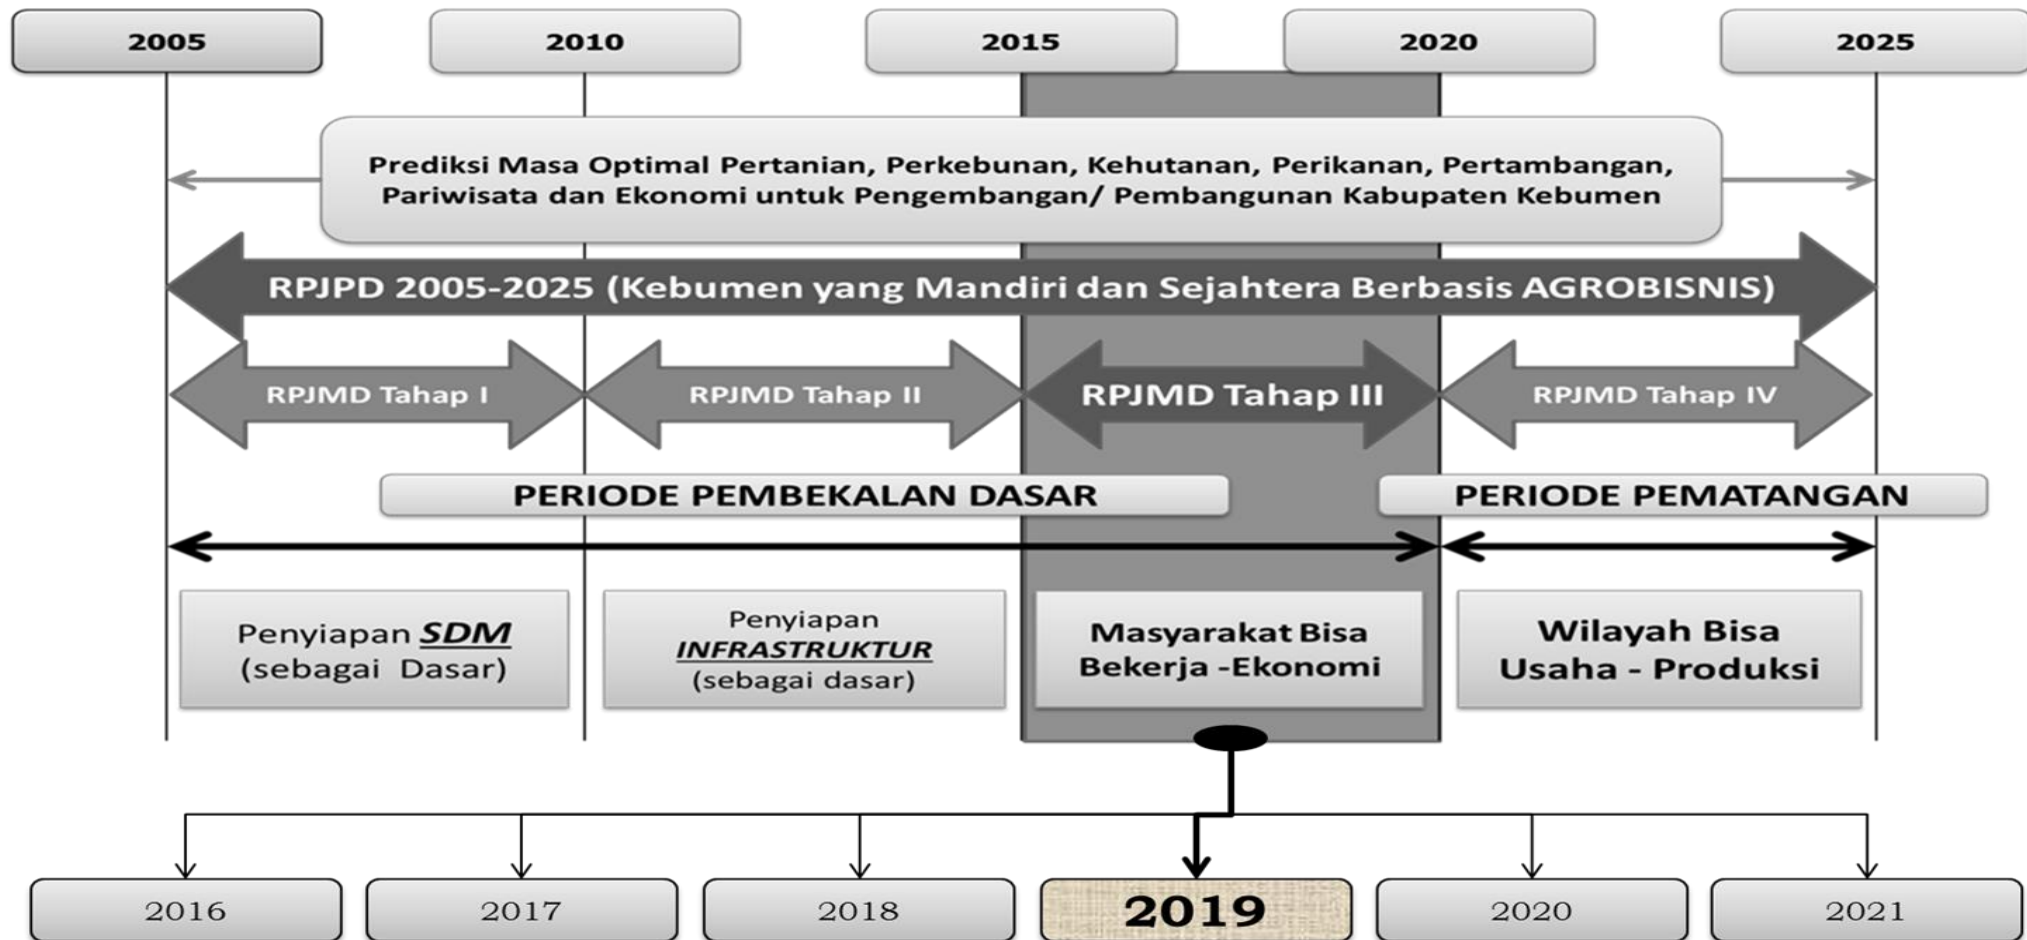 2005
2010
2015
2020
2025
Prediksi Masa Optimal Pertanian, Perkebunan, Kehutanan, Perikanan, Pertambangan,
Pariwisata dan Ekonomi untuk Pengembangan/ Pembangunan Kabupaten Kebumen
RPJPD 2005-2025 (Kebumen yang Mandiri dan Sejahtera Berbasis AGROBISNIS)
RPJMD Tahap I
RPJMD Tahap II
RPJMD Tahap III
RPJMD Tahap IV
PERIODE PEMBEKALAN DASAR
PERIODE PEMATANGAN
Penyiapan SDM
(sebagai Dasar)
Penyiapan
INFRASTRUKTUR
(sebagai dasar)
Masyarakat Bisa
Bekerja -Ekonomi
Wilayah Bisa
Usaha - Produksi
2016
2017
2018
2019
2020
2021